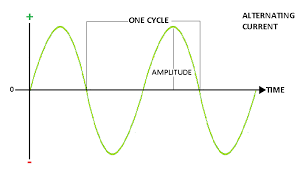 +
ONE CYCLE
ALTERNATING
CURRENT
AMPLITUDE
0
TIME
-